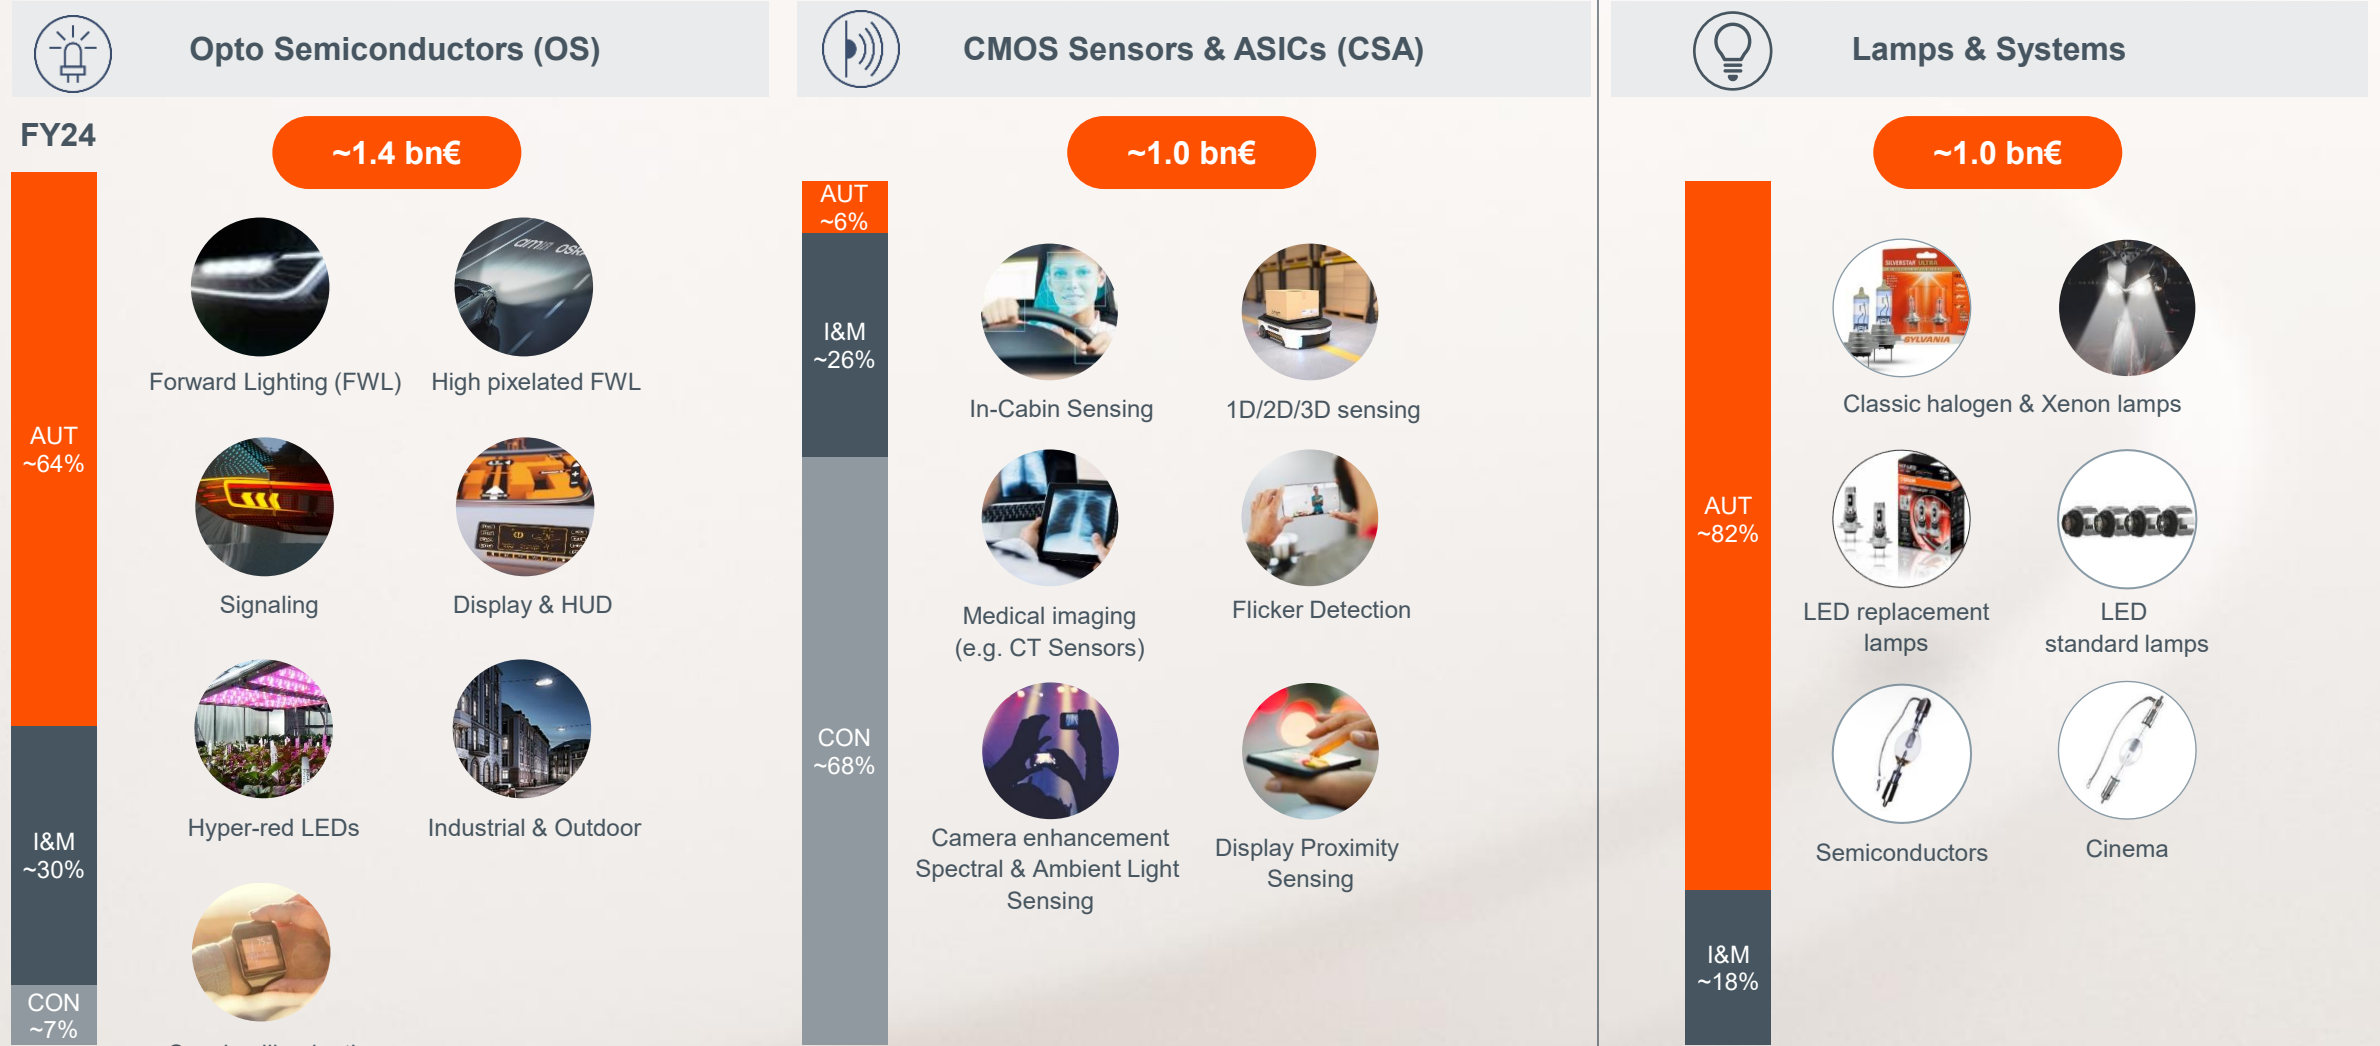 Opto Semiconductors (OS)
FY24
~1.4 bn€
AUT
~64%
I&M
~30%
CON
~7%
Forward Lighting (FWL)
High pixelated FWL
Signaling
Display & HUD
Hyper-red LEDs
Industrial & Outdoor
CMOS Sensors & ASICs (CSA)
~1.0 bn€
AUT
~6%
I&M
~26%
CON
~68%
In-Cabin Sensing
1D/2D/3D sensing
Medical imaging
(e.g. CT Sensors)
Flicker Detection
Camera enhancement
Spectral & Ambient Light
Sensing
Display Proximity
Sensing
Lamps & Systems
~1.0 bn€
AUT
~82%
I&M
~18%
SILVERSTAR ULTRA
SYLVANIA
Classic halogen & Xenon lamps
LED replacement
lamps
LED
standard lamps
Semiconductors
Cinema